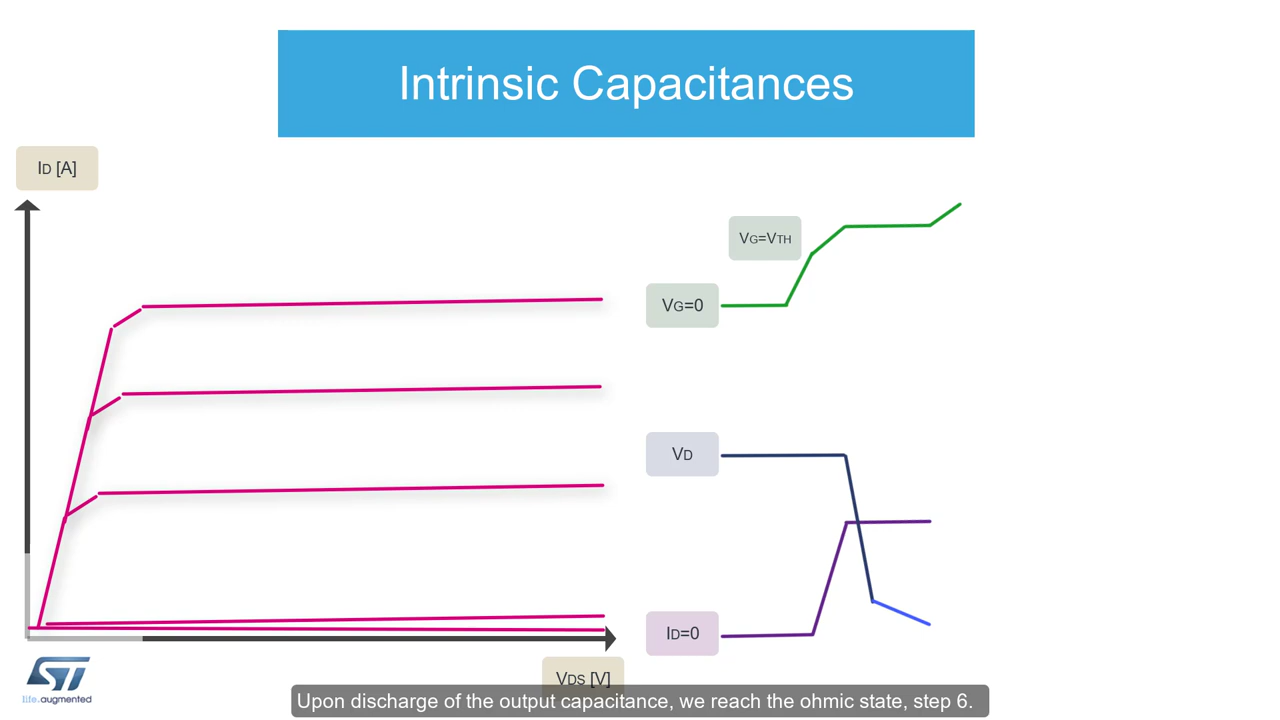 Intrinsic Capacitances
ID [A]
VG=VTH
VG=0
VD
ID=0
VDS [V]
ST
life.augmented
Upon discharge of the output capacitance, we reach the ohmic state, step 6.